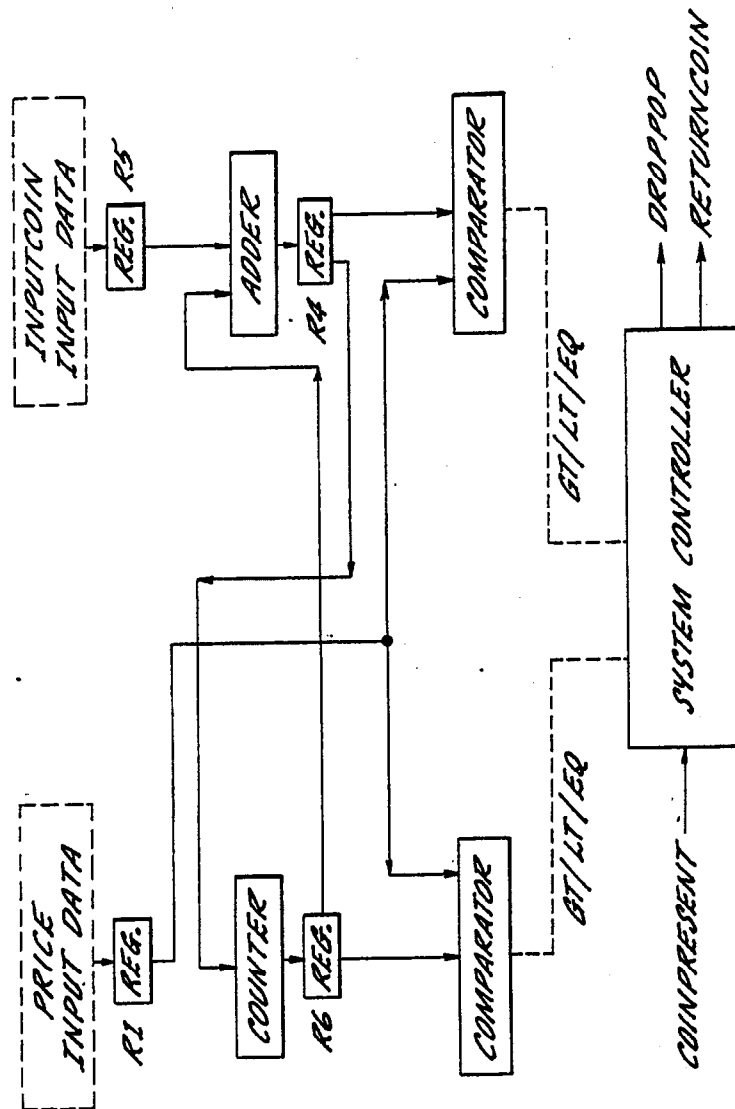 PRICE
INPUT DATA
INPUTCOIN
INPUT DATA
R1
REG.
REG.
R5
COUNTER
ADDER
R6
REG.
R4
REG.
COMPARATOR
COMPARATOR
GT/LT/EQ
GT/LT/EQ
COINPRESENT
SYSTEM CONTROLLER
DROPPOP
RETURNCOIN